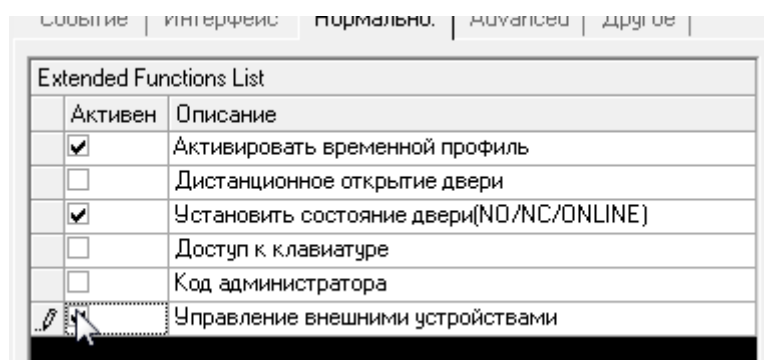 Событие Интерфейс Нормально. Advanced Другое
Extended Functions List
Активен Описание
Активировать временной профиль
Дистанционное открытие двери
Установить состояние двери(NO/NC/ONLINE)
Доступ к клавиатуре
Код администратора
Управление внешними устройствами